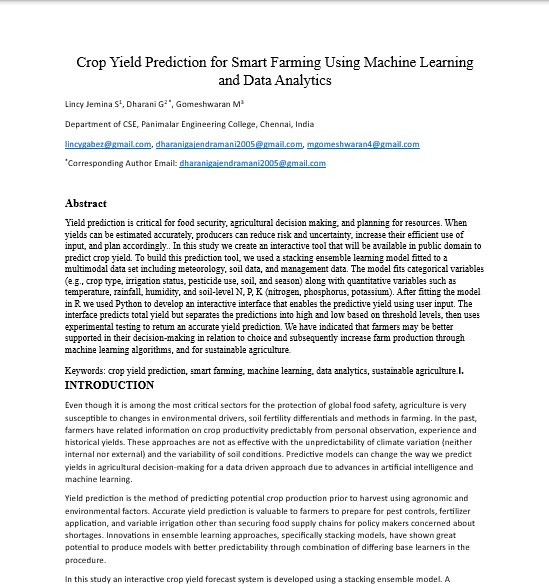 Crop Yield Prediction for Smart Farming Using Machine Learning
and Data Analytics
Lincy Jemina S¹, Dharani G²*, Gomeshwaran M³
Department of CSE, Panimalar Engineering College, Chennai, India
lincygabez@gmail.com, dharanigajendramani2005@gmail.com, mgomeshwaran4@gmail.com
*Corresponding Author Email: dharanigajendramani2005@gmail.com
Abstract
Yield prediction is critical for food security, agricultural decision making, and planning for resources. When
yields can be estimated accurately, producers can reduce risk and uncertainty, increase their efficient use of
input, and plan accordingly.. In this study we create an interactive tool that will be available in public domain to
predict crop yield. To build this prediction tool, we used a stacking ensemble learning model fitted to a
multimodal data set including meteorology, soil data, and management data. The model fits categorical variables
(e.g., crop type, irrigation status, pesticide use, soil, and season) along with quantitative variables such as
temperature, rainfall, humidity, and soil-level N, P, K (nitrogen, phosphorus, potassium). After fitting the model
in R we used Python to develop an interactive interface that enables the predictive yield using user input. The
interface predicts total yield but separates the predictions into high and low based on threshold levels, then uses
experimental testing to return an accurate yield prediction. We have indicated that farmers may be better
supported in their decision-making in relation to choice and subsequently increase farm production through
machine learning algorithms, and for sustainable agriculture.
Keywords: crop yield prediction, smart farming, machine learning, data analytics, sustainable agriculture.I.
INTRODUCTION
Even though it is among the most critical sectors for the protection of global food safety, agriculture is very
susceptible to changes in environmental drivers, soil fertility differentials and methods in farming. In the past,
farmers have related information on crop productivity predictably from personal observation, experience and
historical yields. These approaches are not as effective with the unpredictability of climate variation (neither
internal nor external) and the variability of soil conditions. Predictive models can change the way we predict
yields in agricultural decision-making for a data driven approach due to advances in artificial intelligence and
machine learning.
Yield prediction is the method of predicting potential crop production prior to harvest using agronomic and
environmental factors. Accurate yield prediction is valuable to farmers to prepare for pest controls, fertilizer
application, and variable irrigation other than securing food supply chains for policy makers concerned about
shortages. Innovations in ensemble learning approaches, specifically stacking models, have shown great
potential to produce models with better predictability through combination of differing base learners in the
procedure.
In this study an interactive crop yield forecast system is developed using a stacking ensemble model. A